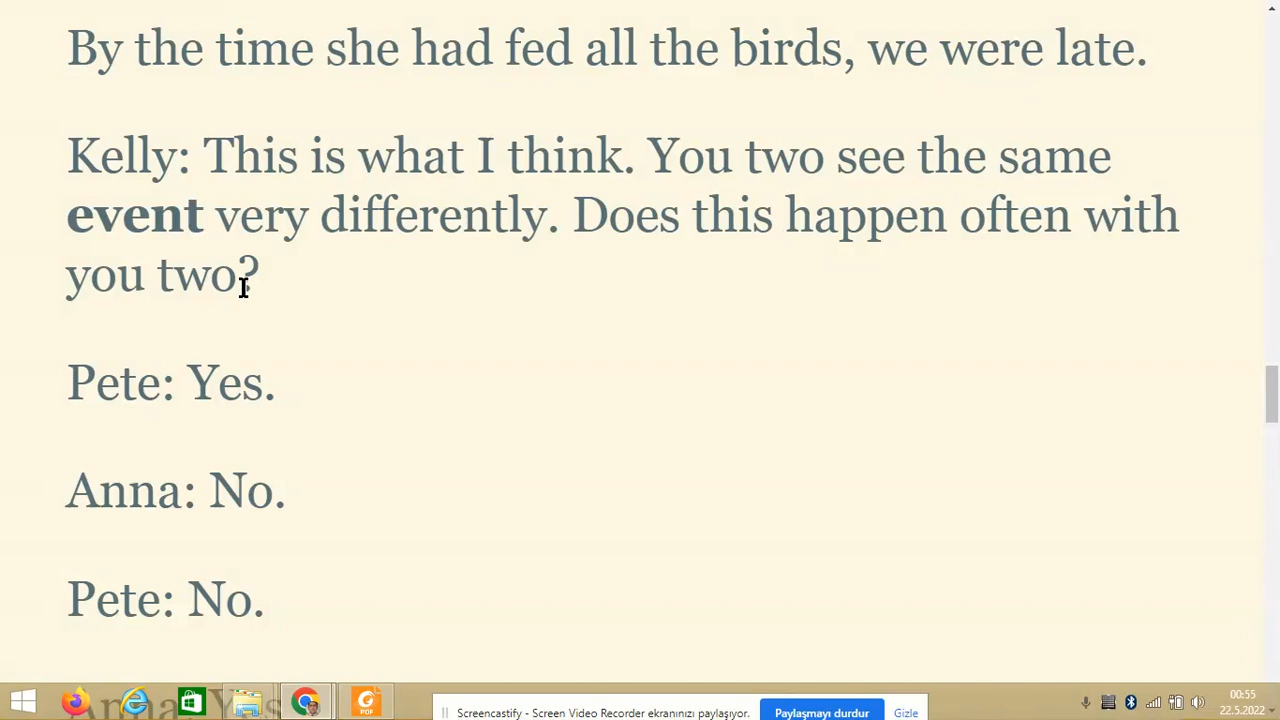 By the time she had fed all the birds, we were late.
Kelly: This is what I think. You two see the same
event very differently. Does this happen often with
you two?
Pete: Yes.
Anna: No.
Pete: No.
Anna: Yes
Screencastify - Screen Video Recorder ekranınızı paylaşıyor.
Paylaşmayı durdur
Gizle
00:55
22.5.2022